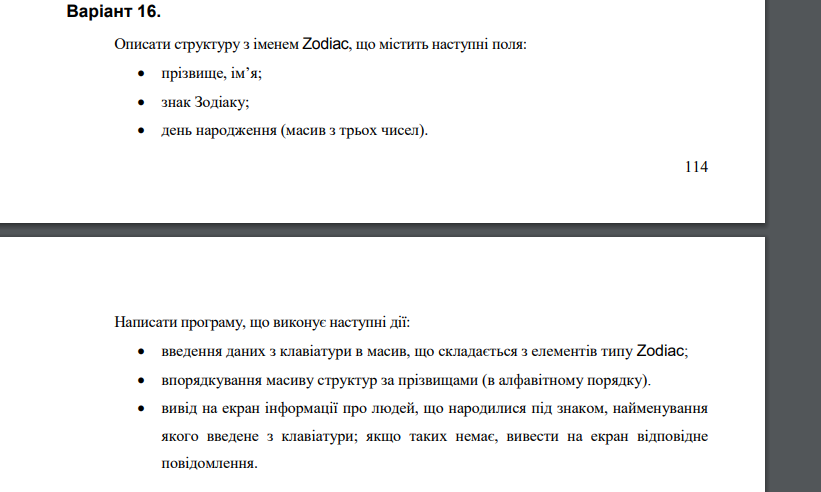 Варіант 16.
Описати структуру з іменем Zodiac, що містить наступні поля:
• прізвище, ім’я;
• знак Зодіаку;
• день народження (масив з трьох чисел).
114
Написати програму, що виконує наступні дії:
• введення даних з клавіатури в масив, що складається з елементів типу Zodiac;
• впорядкування масиву структур за прізвищами (в алфавітному порядку).
• вивід на екран інформації про людей, що народилися під знаком, найменування
якого введене з клавіатури; якщо таких немає, вивести на екран відповідне
повідомлення.